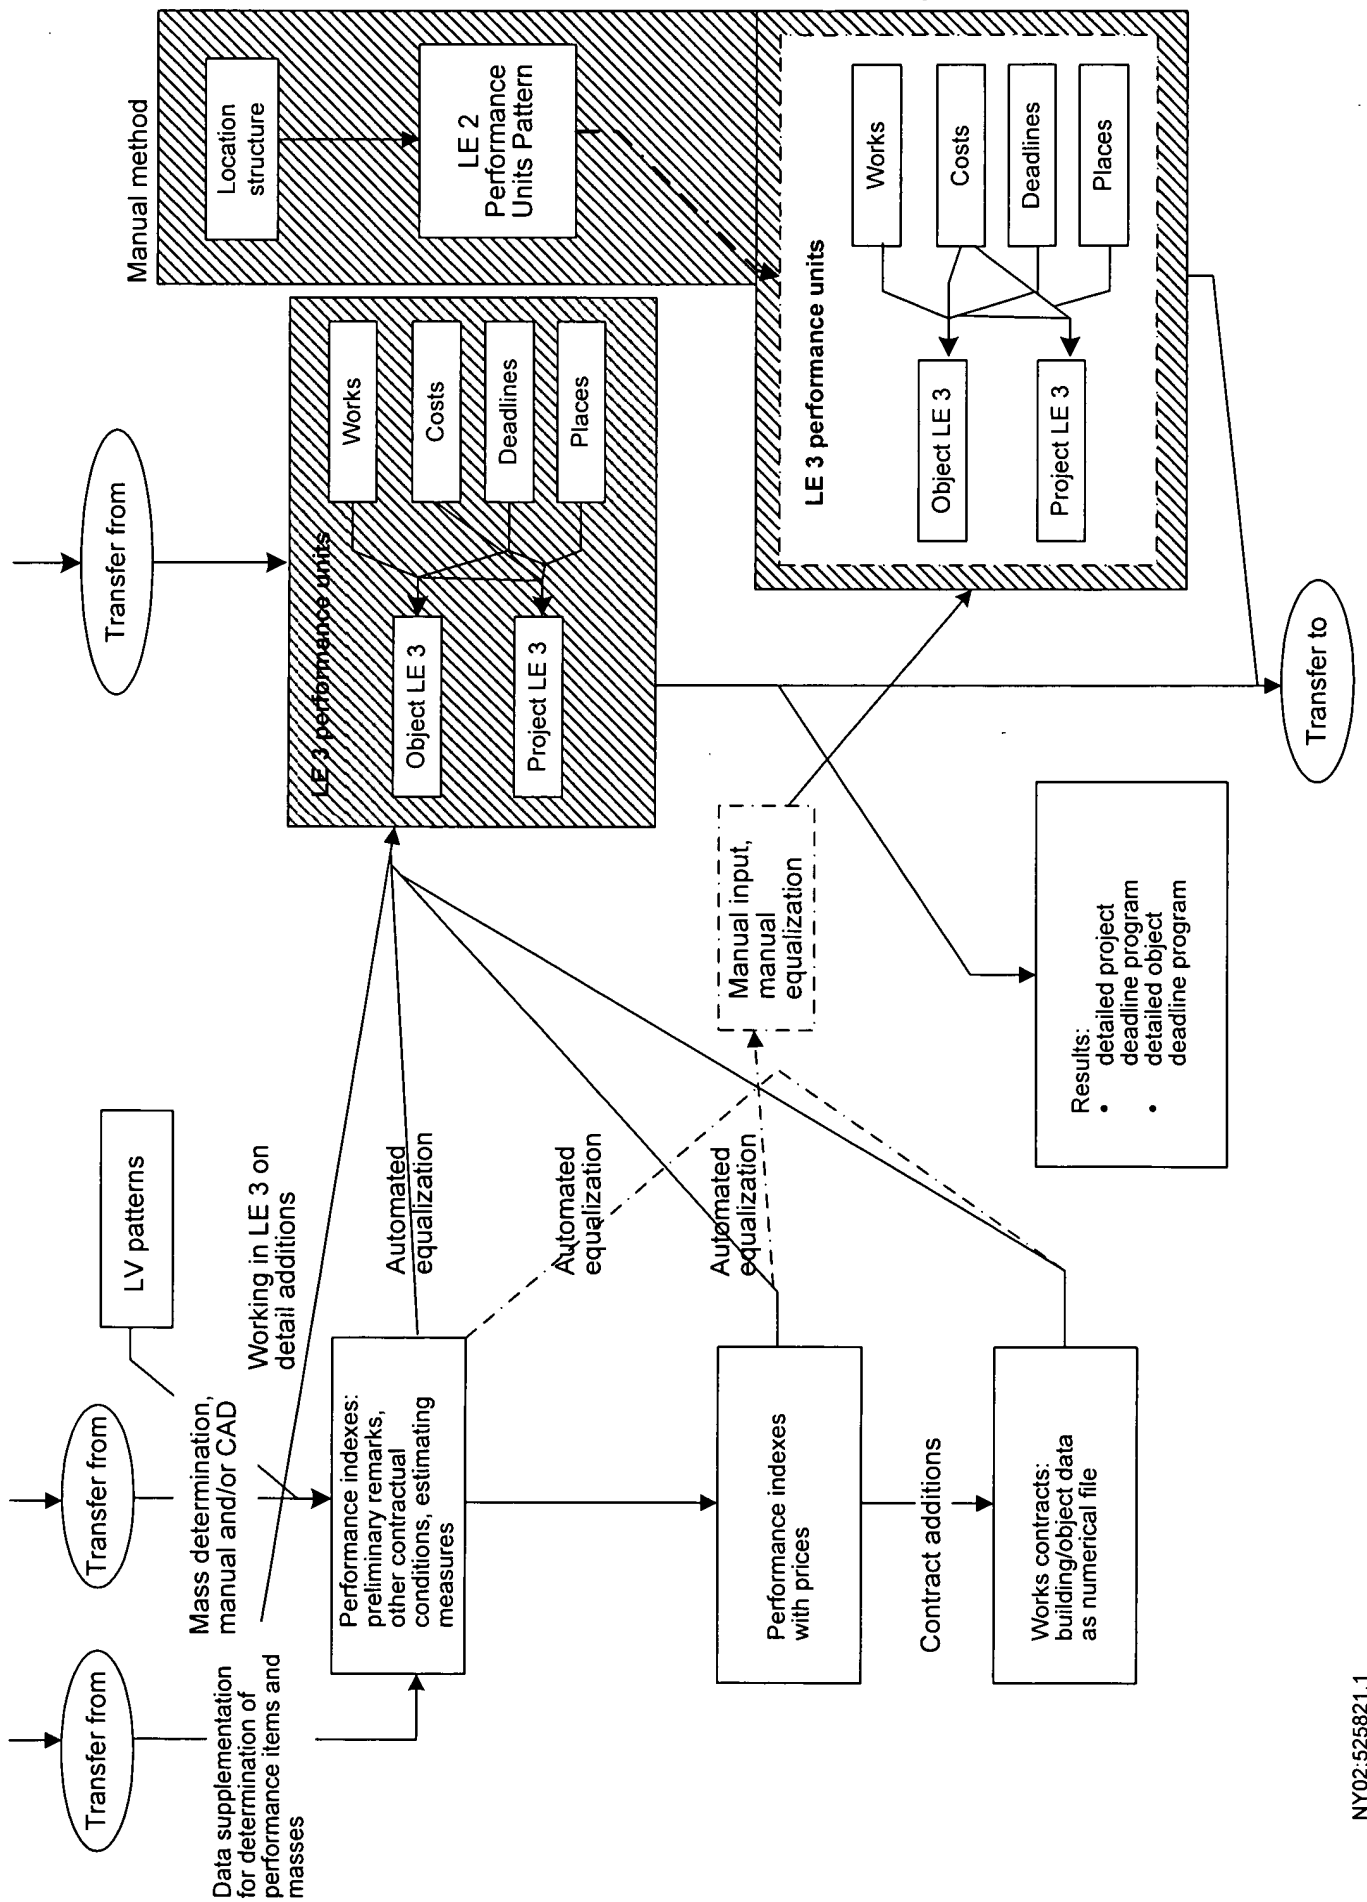 Transfer from
Transfer from
Transfer from
Manual method
LV patterns
Location
structure
Data supplementation
for determination of
performance items and
masses
Mass determination,
manual and/or CAD
Working in LE 3 on
detail additions
LE 3 performance units
Works
Costs
Deadlines
Places
Object LE 3
Project LE 3
LE 2
Performance
Units Pattern
Performance indexes:
preliminary remarks,
other contractual
conditions, estimating
measures
Automated
equalization
Automated
equalization
Automated
equalization
Manual input,
manual
equalization
LE 3 performance units
Works
Costs
Deadlines
Places
Object LE 3
Project LE 3
Performance indexes
with prices
Contract additions
Works contracts:
building/object data
as numerical file
Results:
• detailed project
deadline program
• detailed object
deadline program
Transfer to
NY02:525821.1